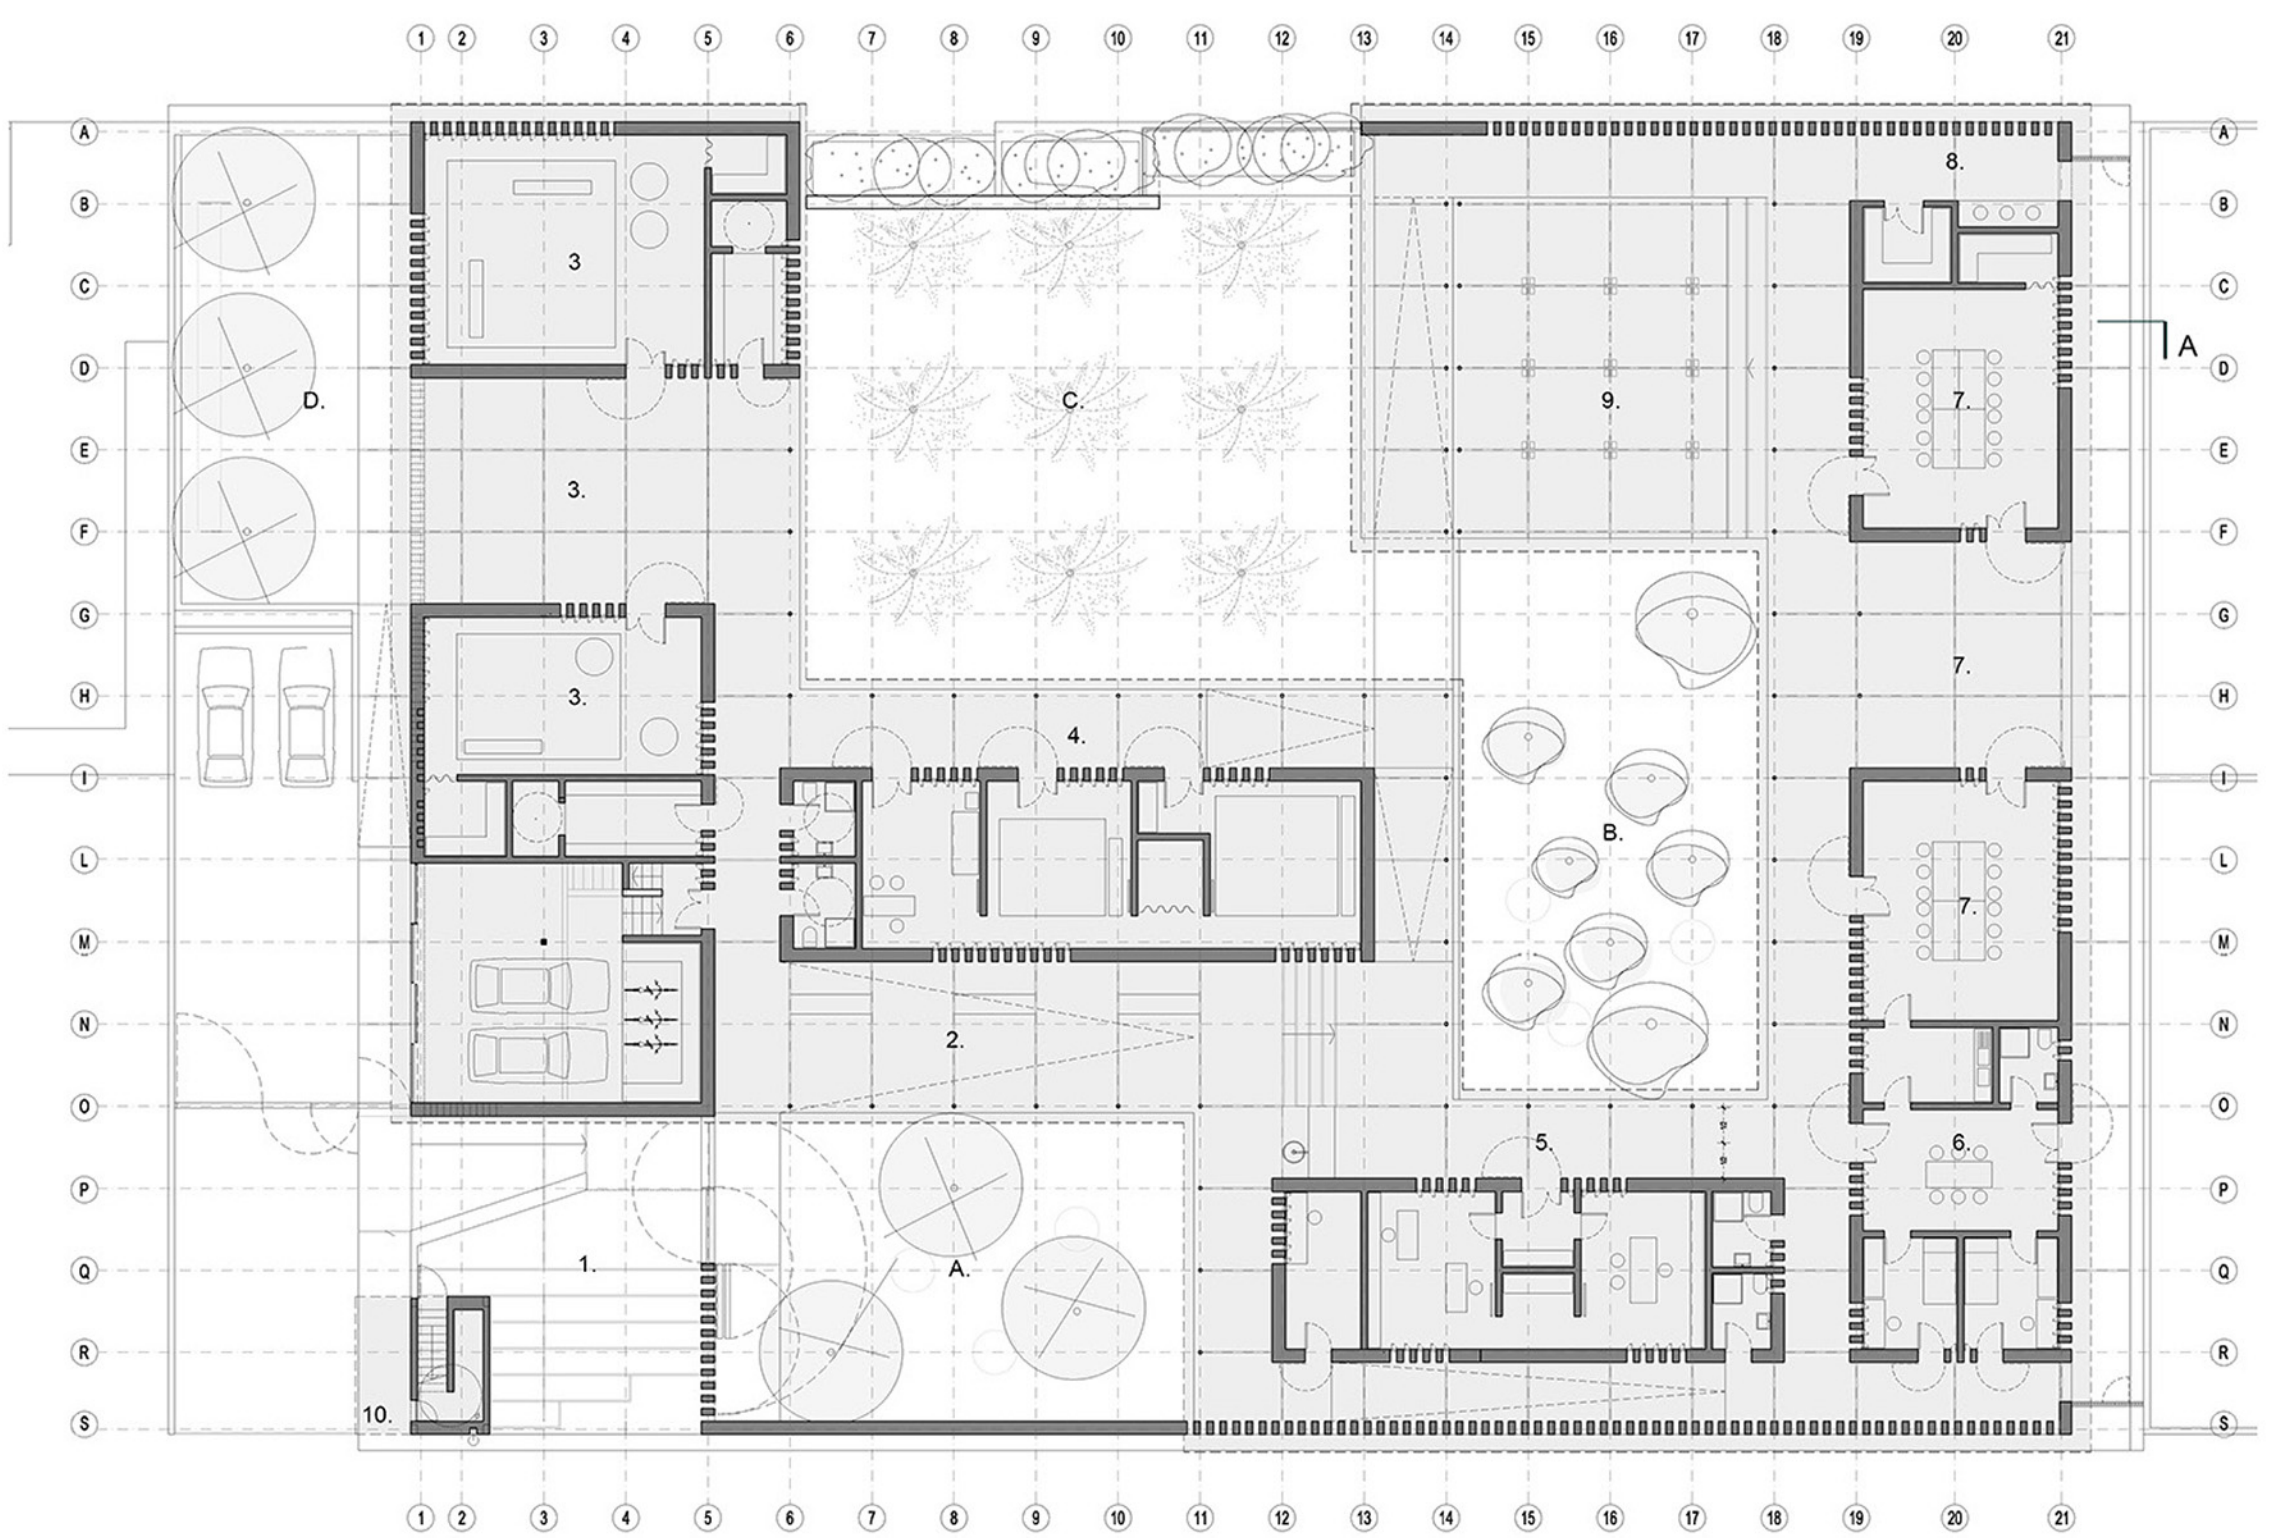 1 2 3 4 5 6 7 8 9 10 11 12 13 14 15 16 17 18 19 20 21
A A
8.
B B
3
C C
A
D D
D. C. 9. 7.
E E
3.
F F
G G
7.
H H
3.
4.
I I
B.
L L
7.
M M
N N
2.
O O
5. 6.
P P
1. A.
Q Q
R R
10.
S S
1 2 3 4 5 6 7 8 9 10 11 12 13 14 15 16 17 18 19 20 21